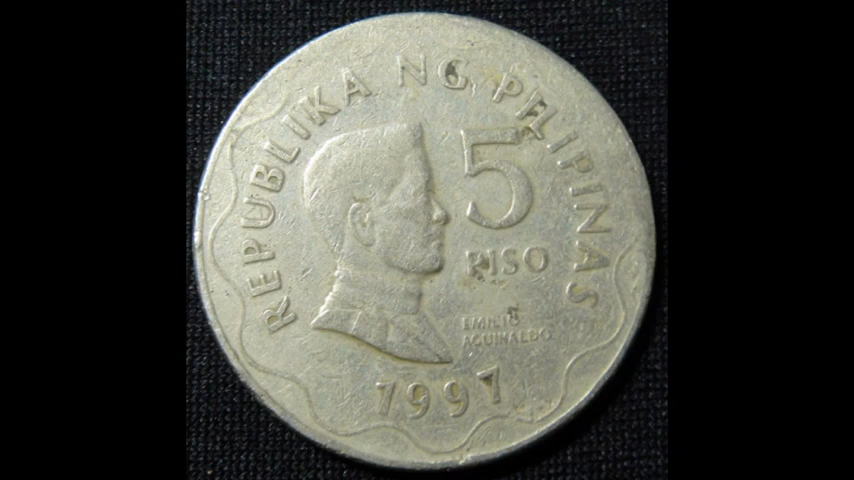 REPUBLIKA NG PILIPINAS
5
PISO
EMILIO
AGUINALDO
1997